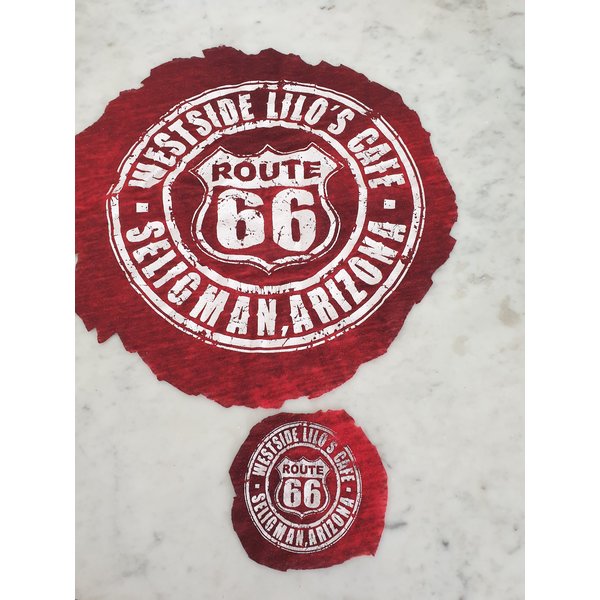 WESTSIDE LILO'S CAFE
ROUTE
66
• SELIGMAN, ARIZONA •
WESTSIDE LILO'S CAFE
ROUTE
66
• SELIGMAN, ARIZONA •